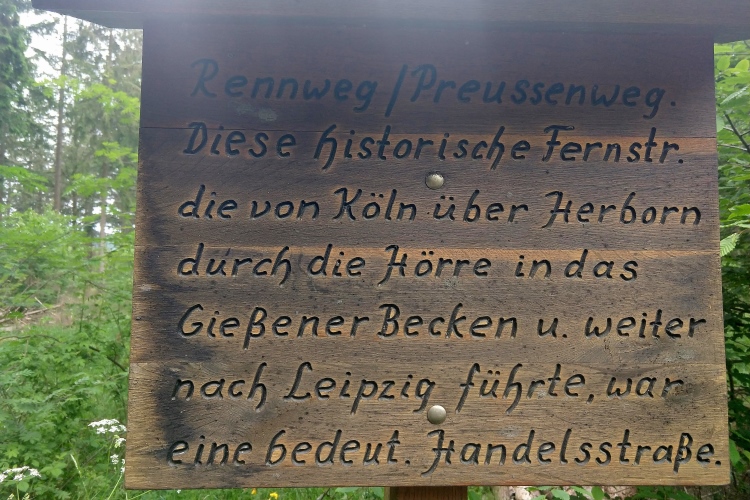 Rennweg/Preussenweg.
Diese historische Fernstr.
die von Köln über Herborn
durch die Hörre in das
Gießener Becken u. weiter
nach Leipzig führte, war
eine bedeut. Handelsstraße.